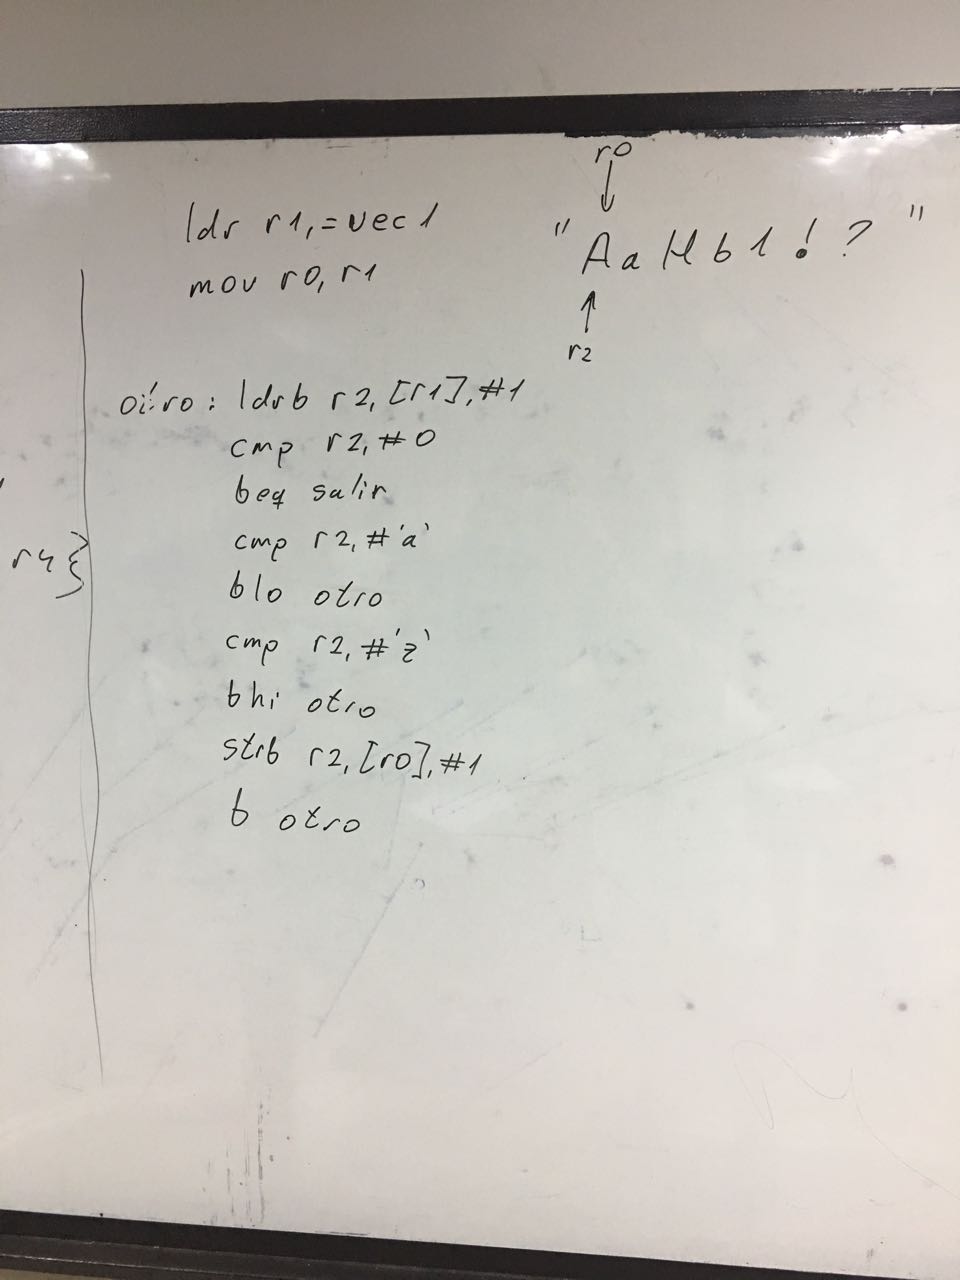 r0
ldr r1,=vec1
" A a H b 1 ! ? "
mov r0, r1
r2
otro : ldrb r2, [r1], #1
cmp r2, #0
beq salir
cmp r2, #'a'
r4}
blo otro
cmp r2, #'z'
bhi otro
strb r2, [r0], #1
b otro